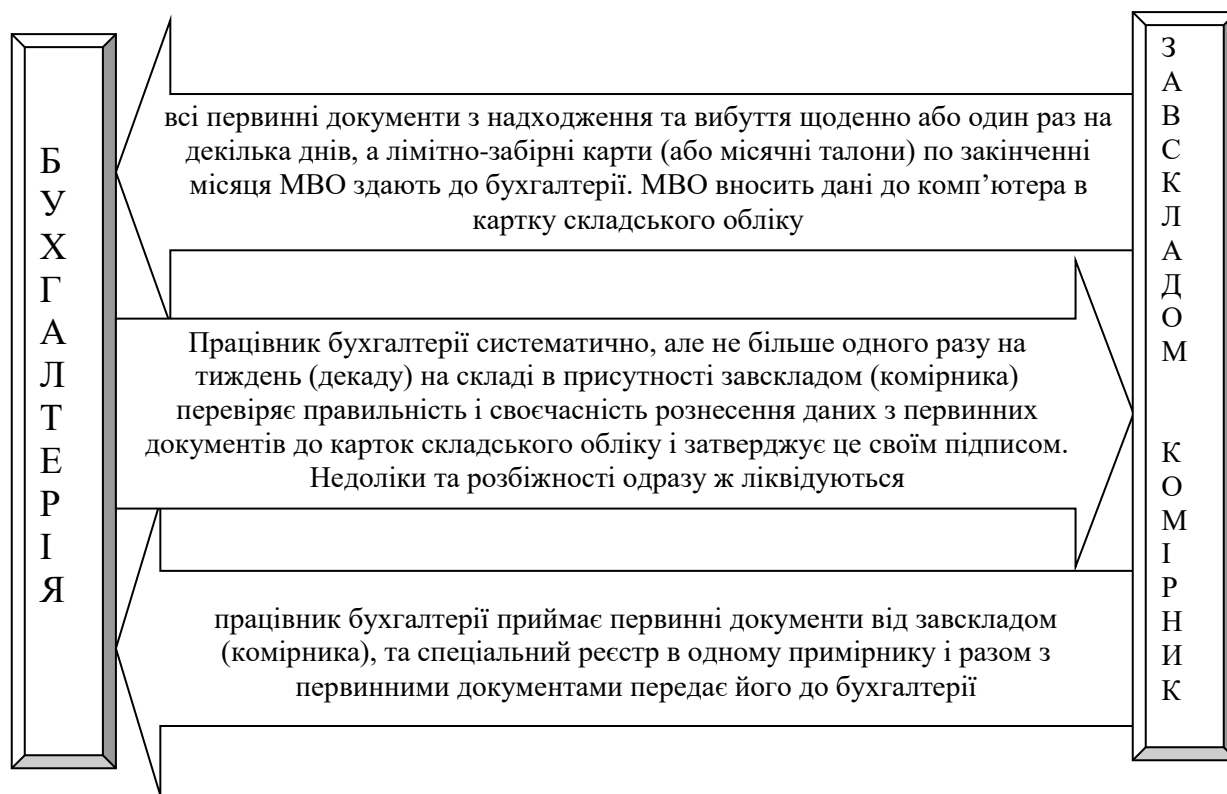 БУХГАЛТЕРІЯ
всі первинні документи з надходження та вибуття щоденно або один раз на
декілька днів, а лімітно-забірні карти (або місячні талони) по закінченні
місяця МВО здають до бухгалтерії. МВО вносить дані до комп’ютера в
картку складського обліку
Працівник бухгалтерії систематично, але не більше одного разу на
тиждень (декаду) на складі в присутності завскладом (комірника)
перевіряє правильність і своєчасність рознесення даних з первинних
документів до карток складського обліку і затверджує це своїм підписом.
Недоліки та розбіжності одразу ж ліквідуються
працівник бухгалтерії приймає первинні документи від завскладом
(комірника), та спеціальний реєстр в одному примірнику і разом з
первинними документами передає його до бухгалтерії
ЗАВСКЛАДОМ КОМІРНИК